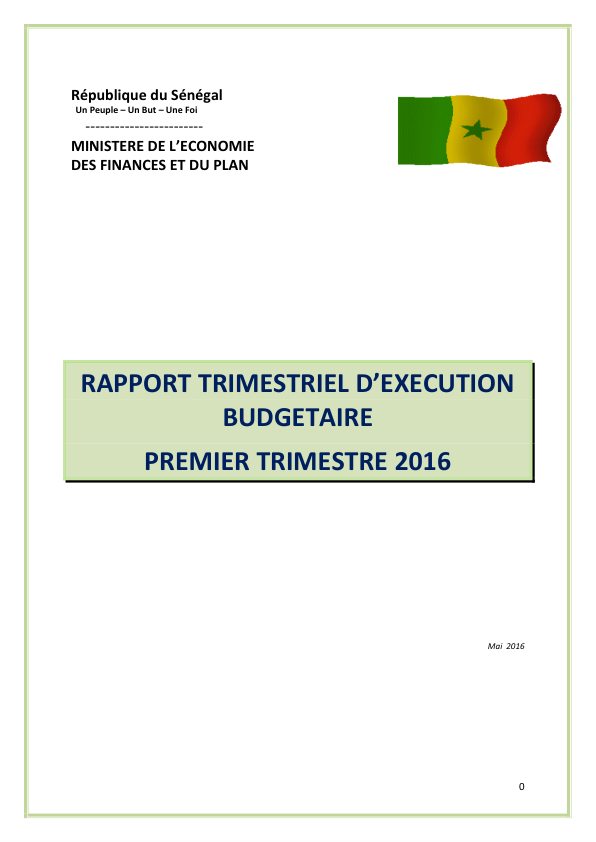 République du Sénégal
Un Peuple – Un But – Une Foi
------------------------
MINISTERE DE L'ECONOMIE
DES FINANCES ET DU PLAN
RAPPORT TRIMESTRIEL D'EXECUTION
BUDGETAIRE
PREMIER TRIMESTRE 2016
Mai 2016
0